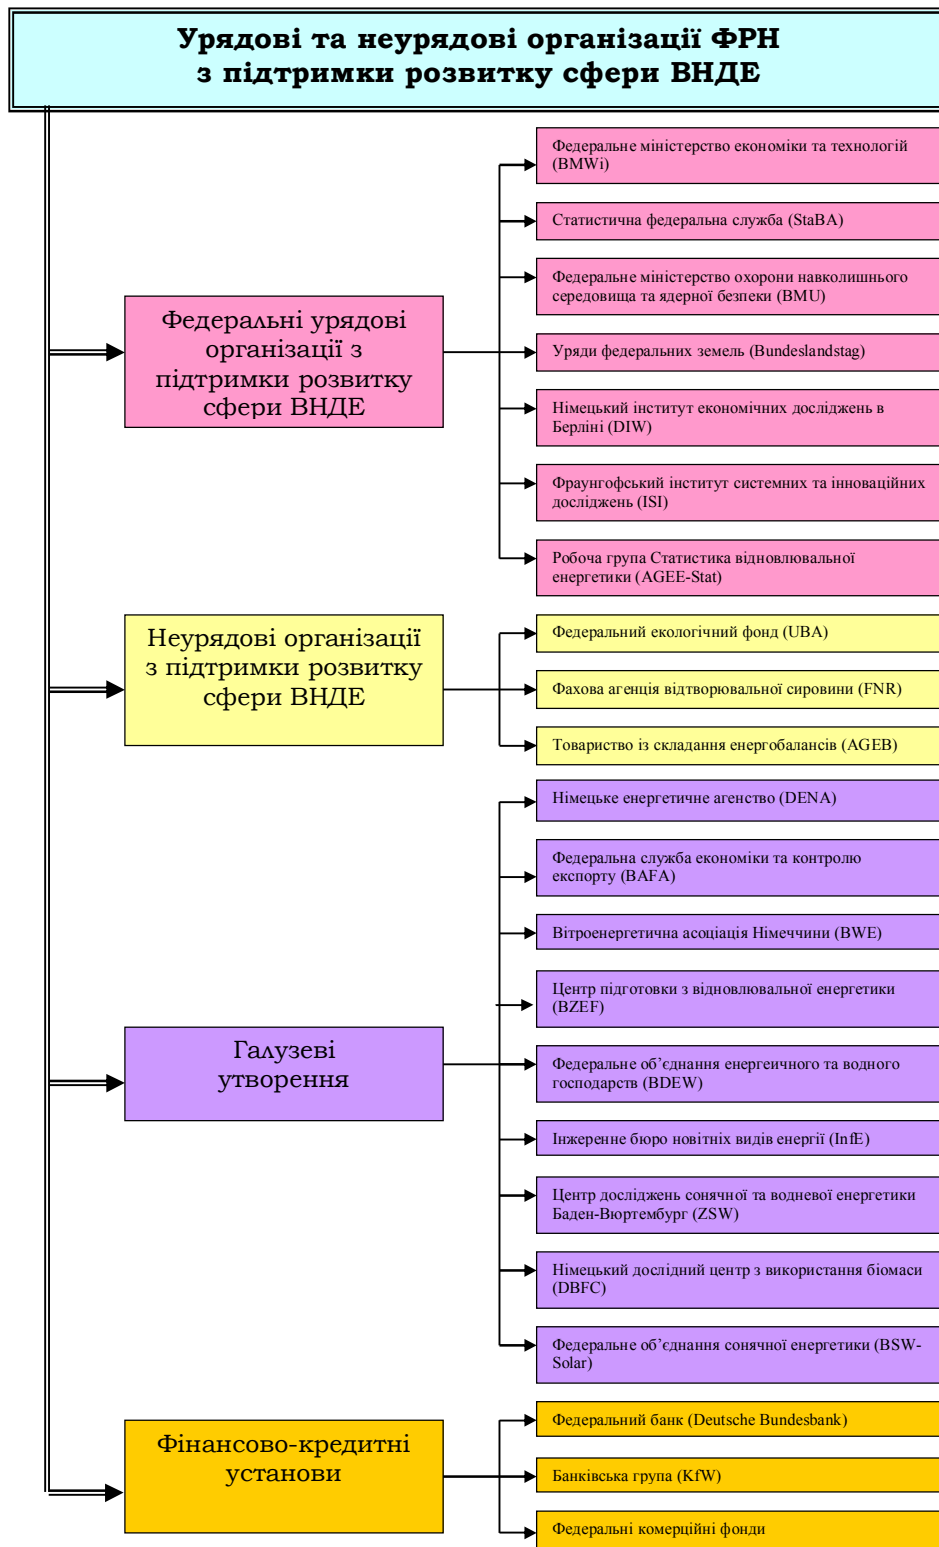 Урядові та неурядові організації ФРН
з підтримки розвитку сфери ВНДЕ
Федеральні урядові
організації з
підтримки розвитку
сфери ВНДЕ
Федеральне міністерство економіки та технологій
(BMWi)
Статистична федеральна служба (StaBA)
Федеральне міністерство охорони навколишнього
середовища та ядерної безпеки (BMU)
Уряди федеральних земель (Bundeslandstag)
Німецький інститут економічних досліджень в
Берліні (DIW)
Фраунгофський інститут системних та інноваційних
досліджень (ISI)
Робоча група Статистика відновлювальної
енергетики (AGEE-Stat)
Неурядові організації
з підтримки розвитку
сфери ВНДЕ
Федеральний екологічний фонд (UBA)
Фахова агенція відтворювальної сировини (FNR)
Товариство із складання енергобалансів (AGEB)
Галузеві
утворення
Німецьке енергетичне агенство (DENA)
Федеральна служба економіки та контролю
експорту (BAFA)
Вітроенергетична асоціація Німеччини (BWE)
Центр підготовки з відновлювальної енергетики
(BZEF)
Федеральне об’єднання енергеичного та водного
господарств (BDEW)
Інжеренне бюро новітніх видів енергії (InfE)
Центр досліджень сонячної та водневої енергетики
Баден-Вюртембург (ZSW)
Німецький дослідний центр з використання біомаси
(DBFC)
Федеральне об’єднання сонячної енергетики (BSW-
Solar)
Фінансово-кредитні
установи
Федеральний банк (Deutsche Bundesbank)
Банківська група (KfW)
Федеральні комерційні фонди